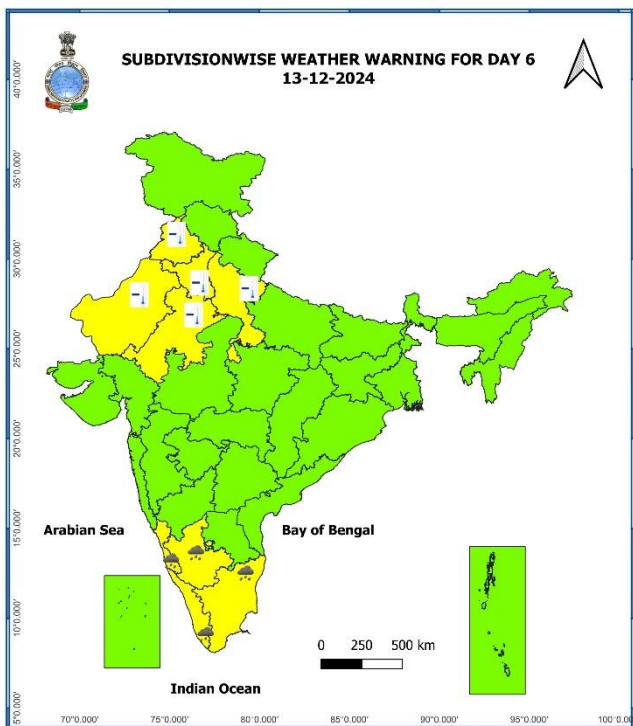 SUBDIVISIONWISE WEATHER WARNING FOR DAY 6
13-12-2024
40°0.000'
35°0.000'
30°0.000'
25°0.000'
20°0.000'
15°0.000'
10°0.000'
5°0.000'
Arabian Sea
Bay of Bengal
0 250 500 km
Indian Ocean
70°0.000' 75°0.000' 80°0.000' 85°0.000' 90°0.000' 95°0.000' 100°0.0